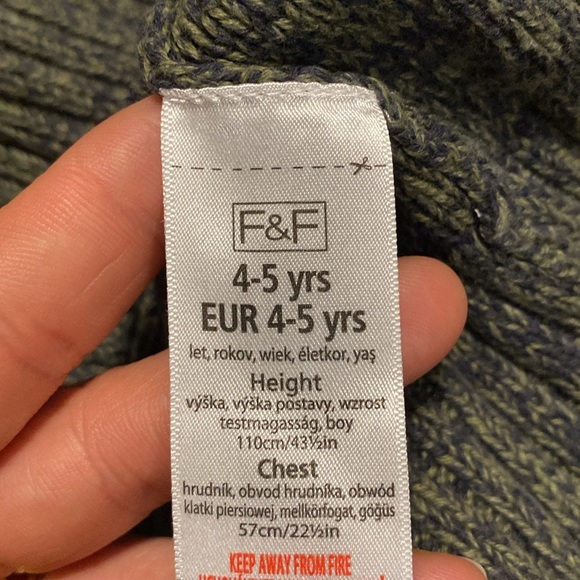 F&F
4-5 yrs
EUR 4-5 yrs
let, rokov, wiek, életkor, yaş
Height
výška, výška postavy, wzrost
testmagasság, boy
110cm/43½in
Chest
hrudník, obvod hrudníka, obwód
klatki piersiowej, mellkörfogat, göğüs
57cm/22½in
KEEP AWAY FROM FIRE